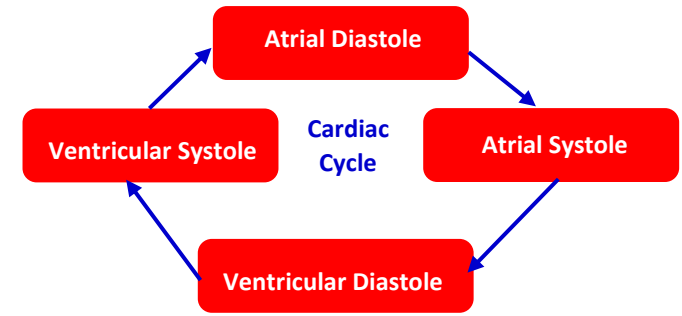 Atrial Diastole
Cardiac
Cycle
Ventricular Systole
Atrial Systole
Ventricular Diastole